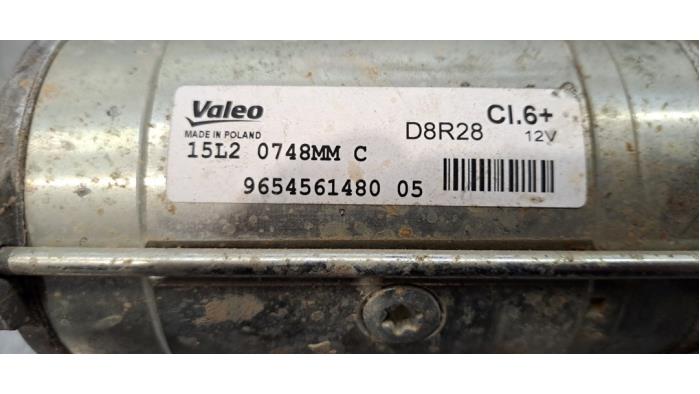 Valeo
MADE IN POLAND
D8R28 Cl.6+
12V
15L2 0748MM C
9654561480 05